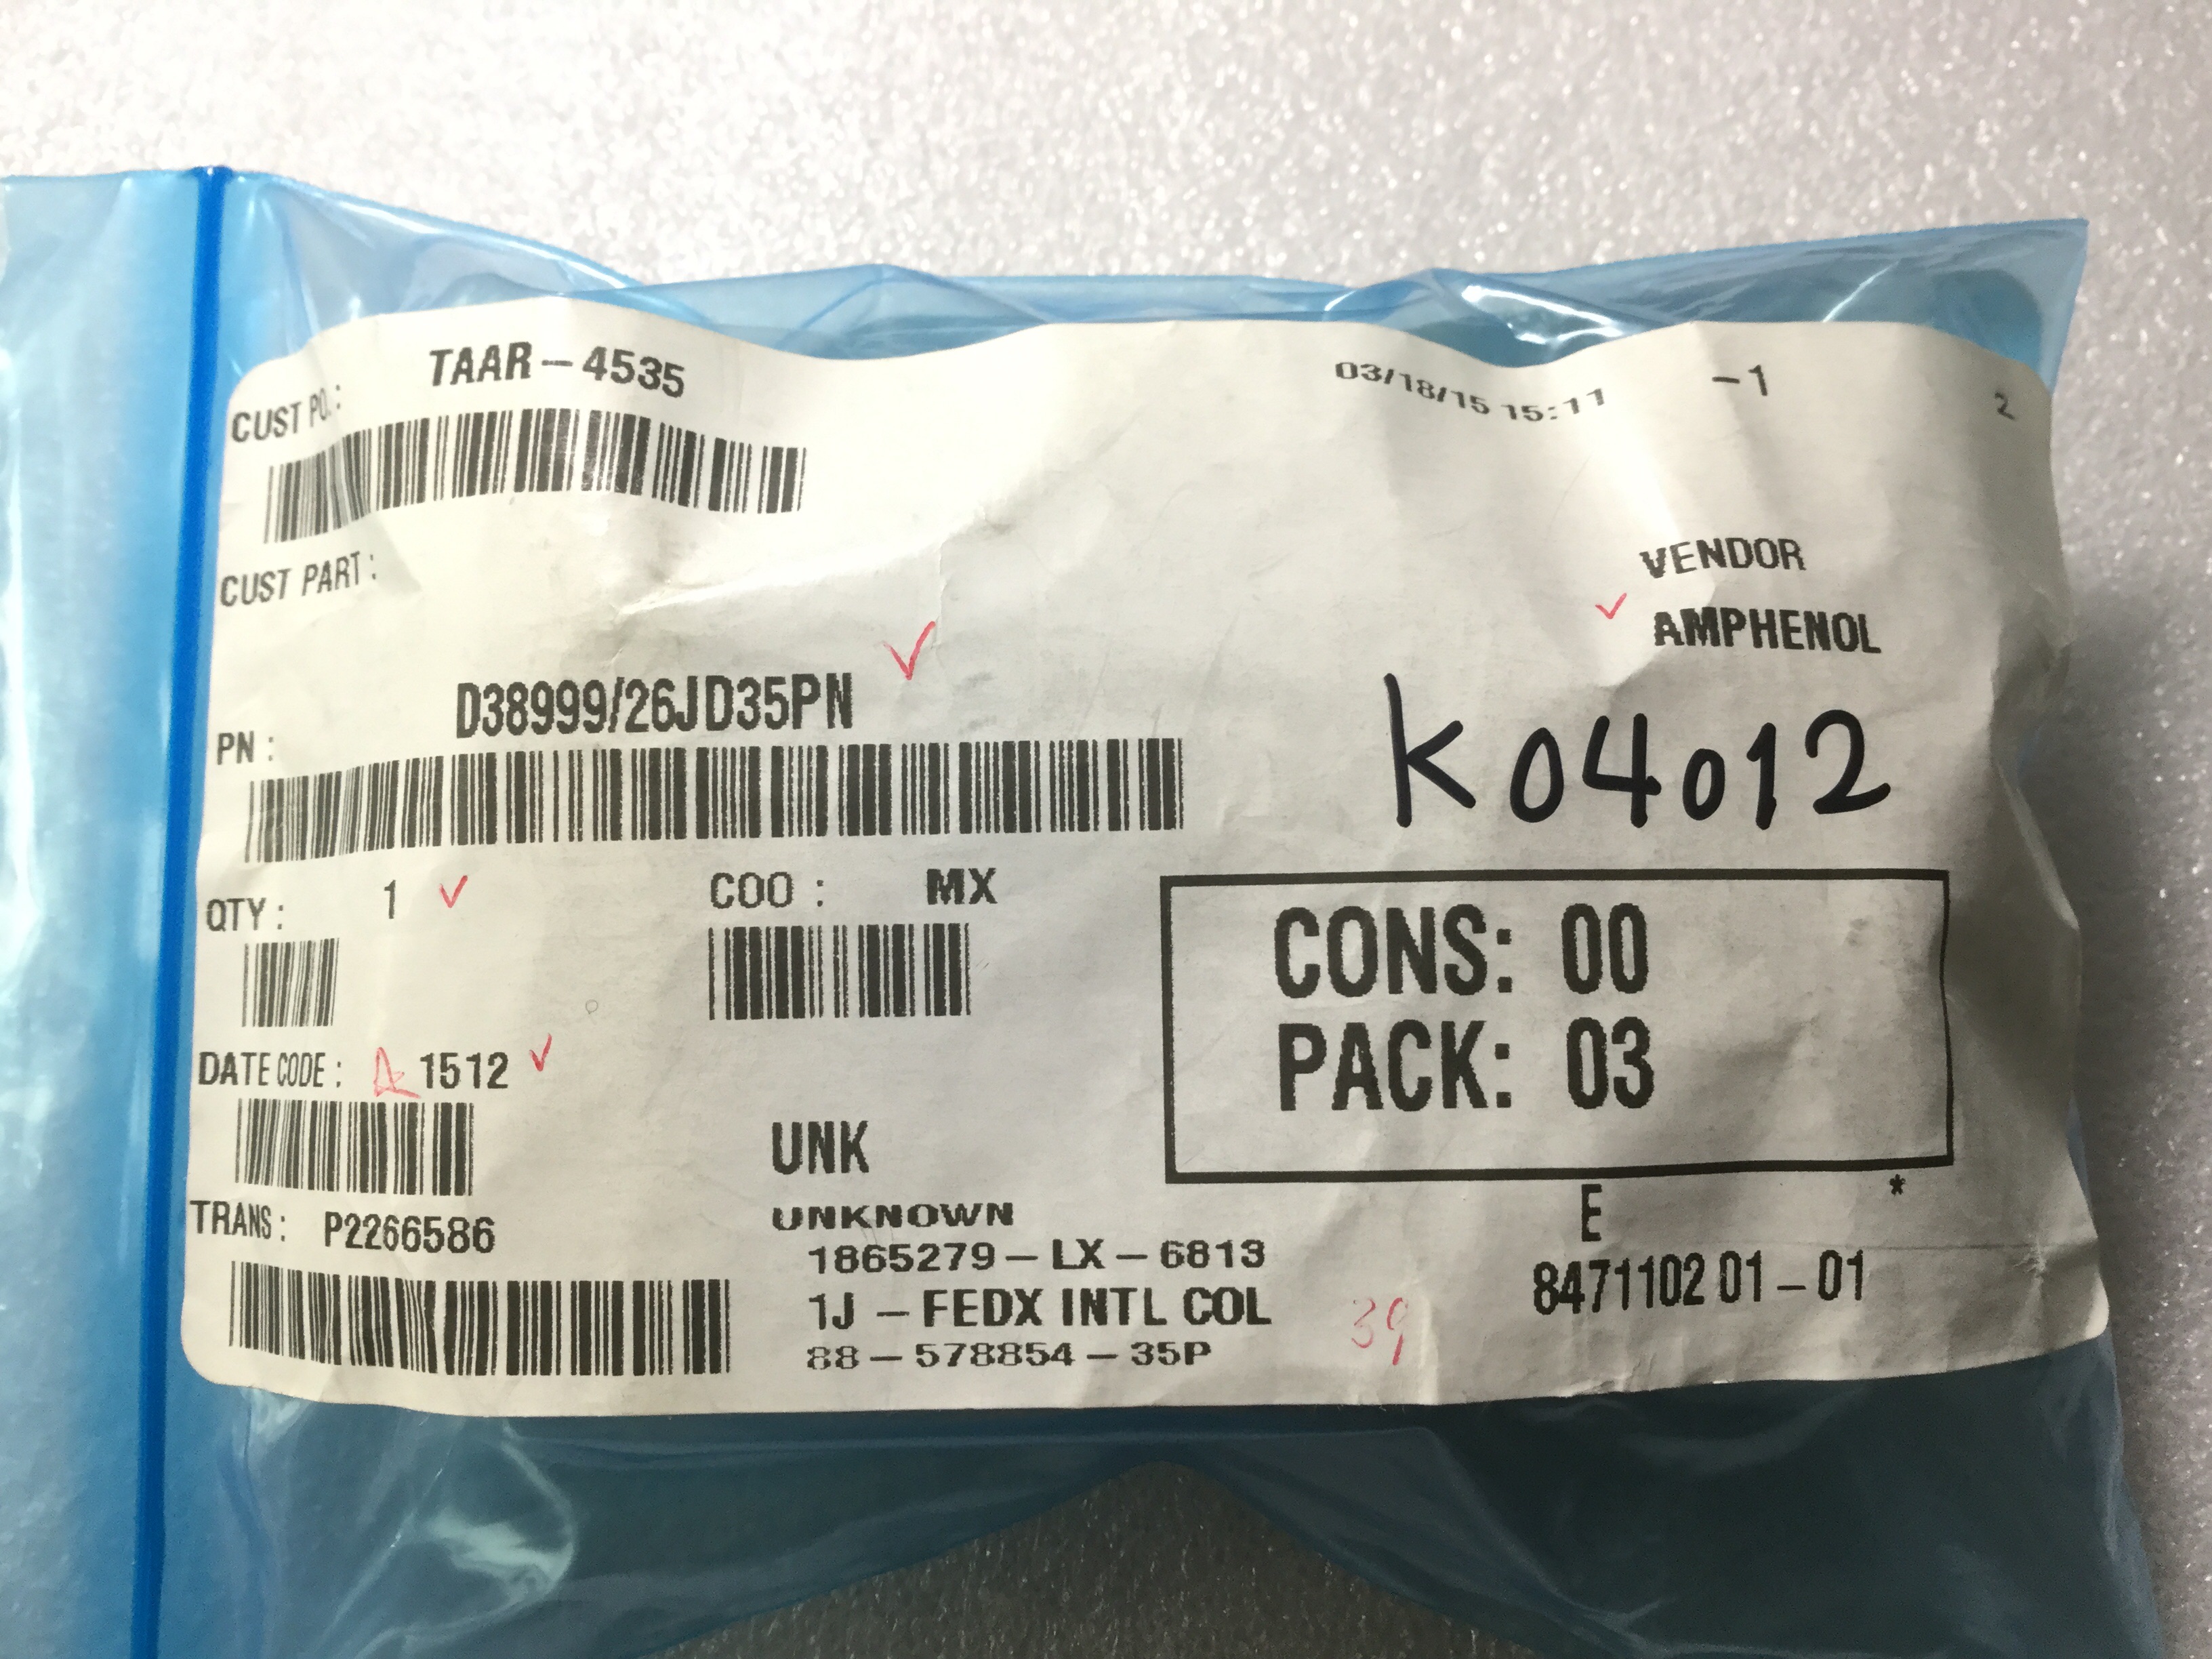 CUST PO.: TAAR-4535
03/18/15 15:11 -1 2
CUST PART:
VENDOR
AMPHENOL
PN: D38999/26JD35PN
K04012
QTY: 1
COO: MX
CONS: 00
PACK: 03
DATE CODE: A 1512
UNK
TRANS: P2266586
UNKNOWN
1865279-LX-6813
1J - FEDX INTL COL
88-578854-35P
39
E *
8471102 01-01